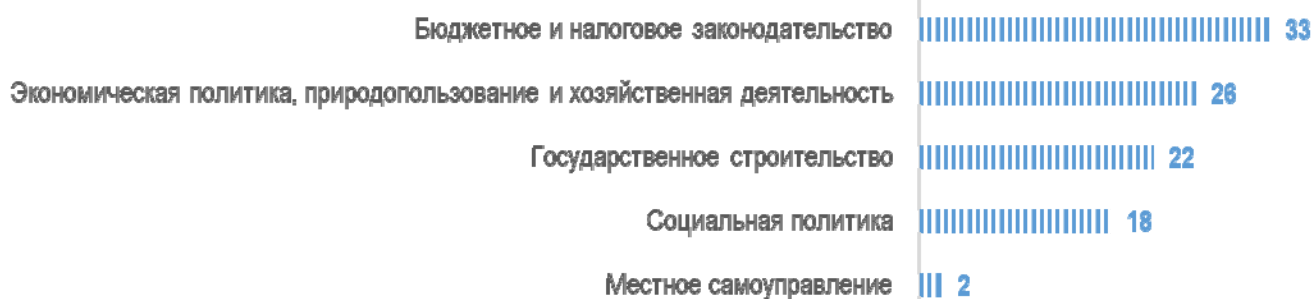 Бюджетное и налоговое законодательство 33
Экономическая политика, природопользование и хозяйственная деятельность 26
Государственное строительство 22
Социальная политика 18
Местное самоуправление 2